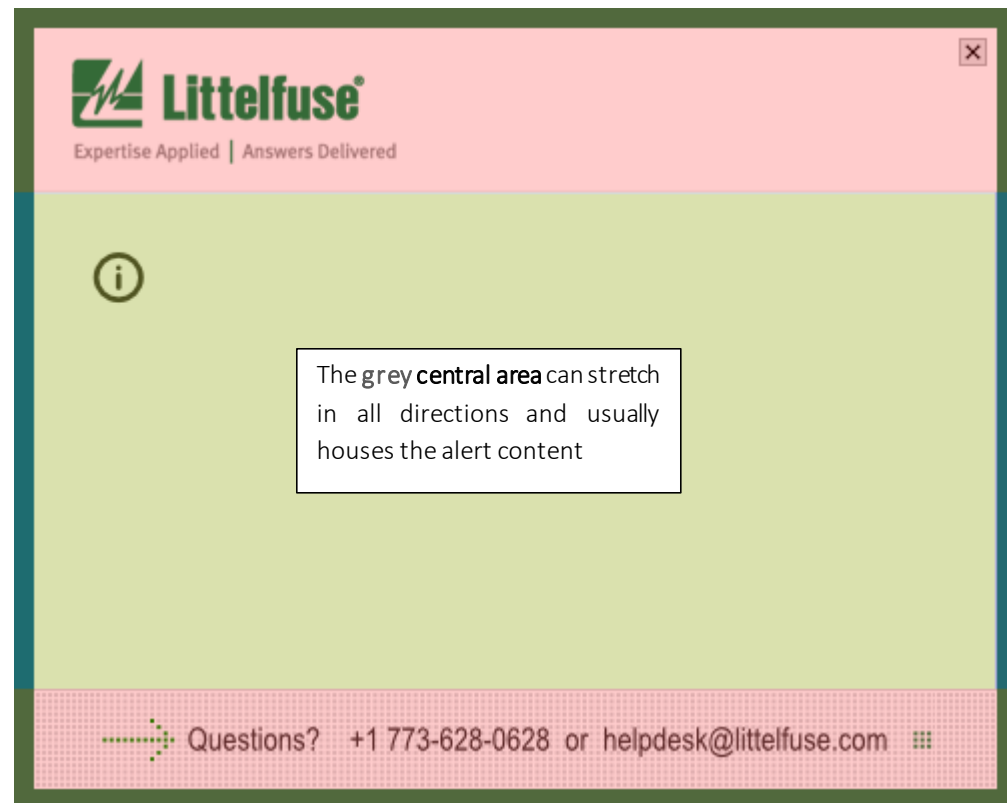 Littelfuse®
Expertise Applied | Answers Delivered
The grey central area can stretch
in all directions and usually
houses the alert content
Questions? +1 773-628-0628 or helpdesk@littelfuse.com